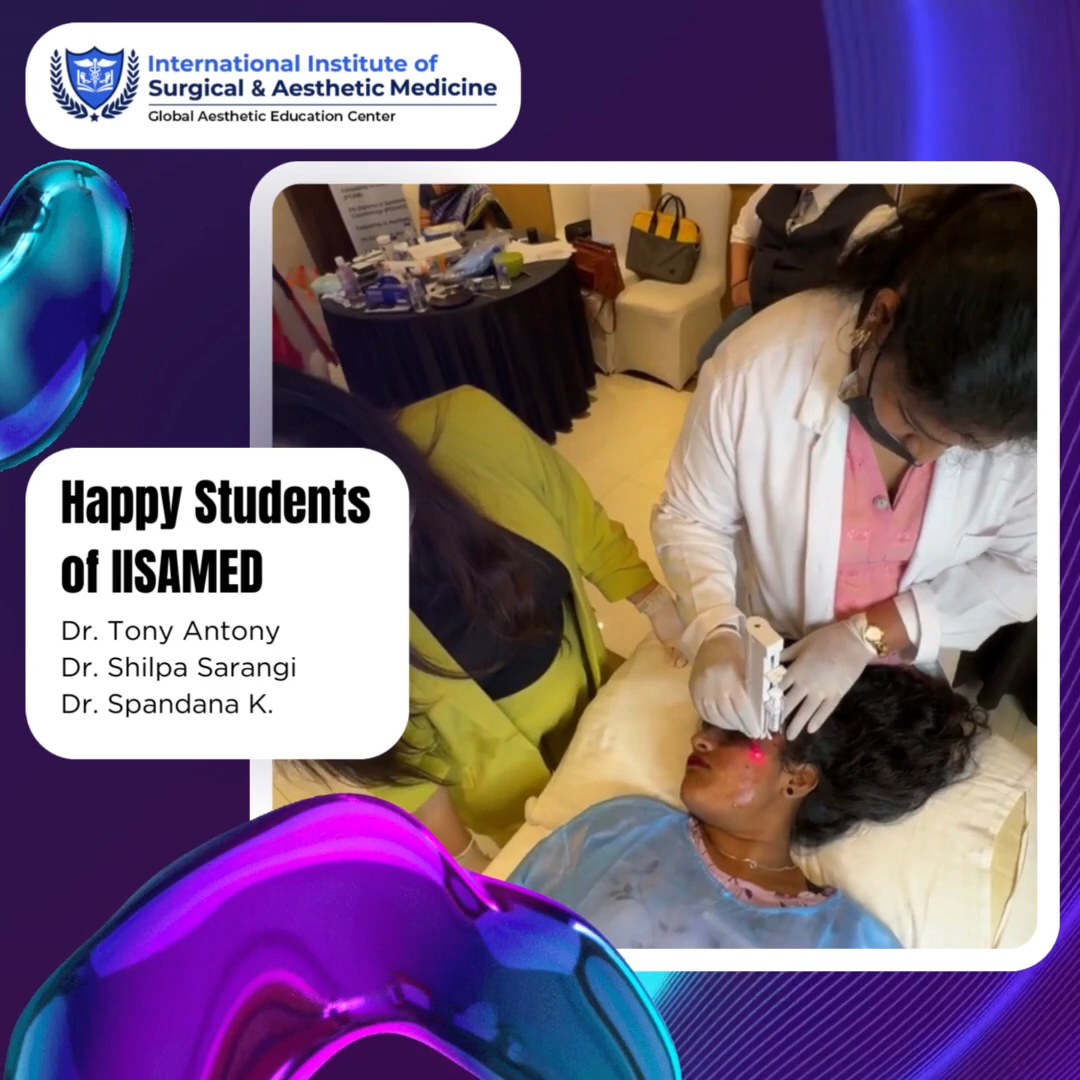 International Institute of
Surgical & Aesthetic Medicine
Global Aesthetic Education Center
Happy Students
of IISAMED
Dr. Tony Antony
Dr. Shilpa Sarangi
Dr. Spandana K.